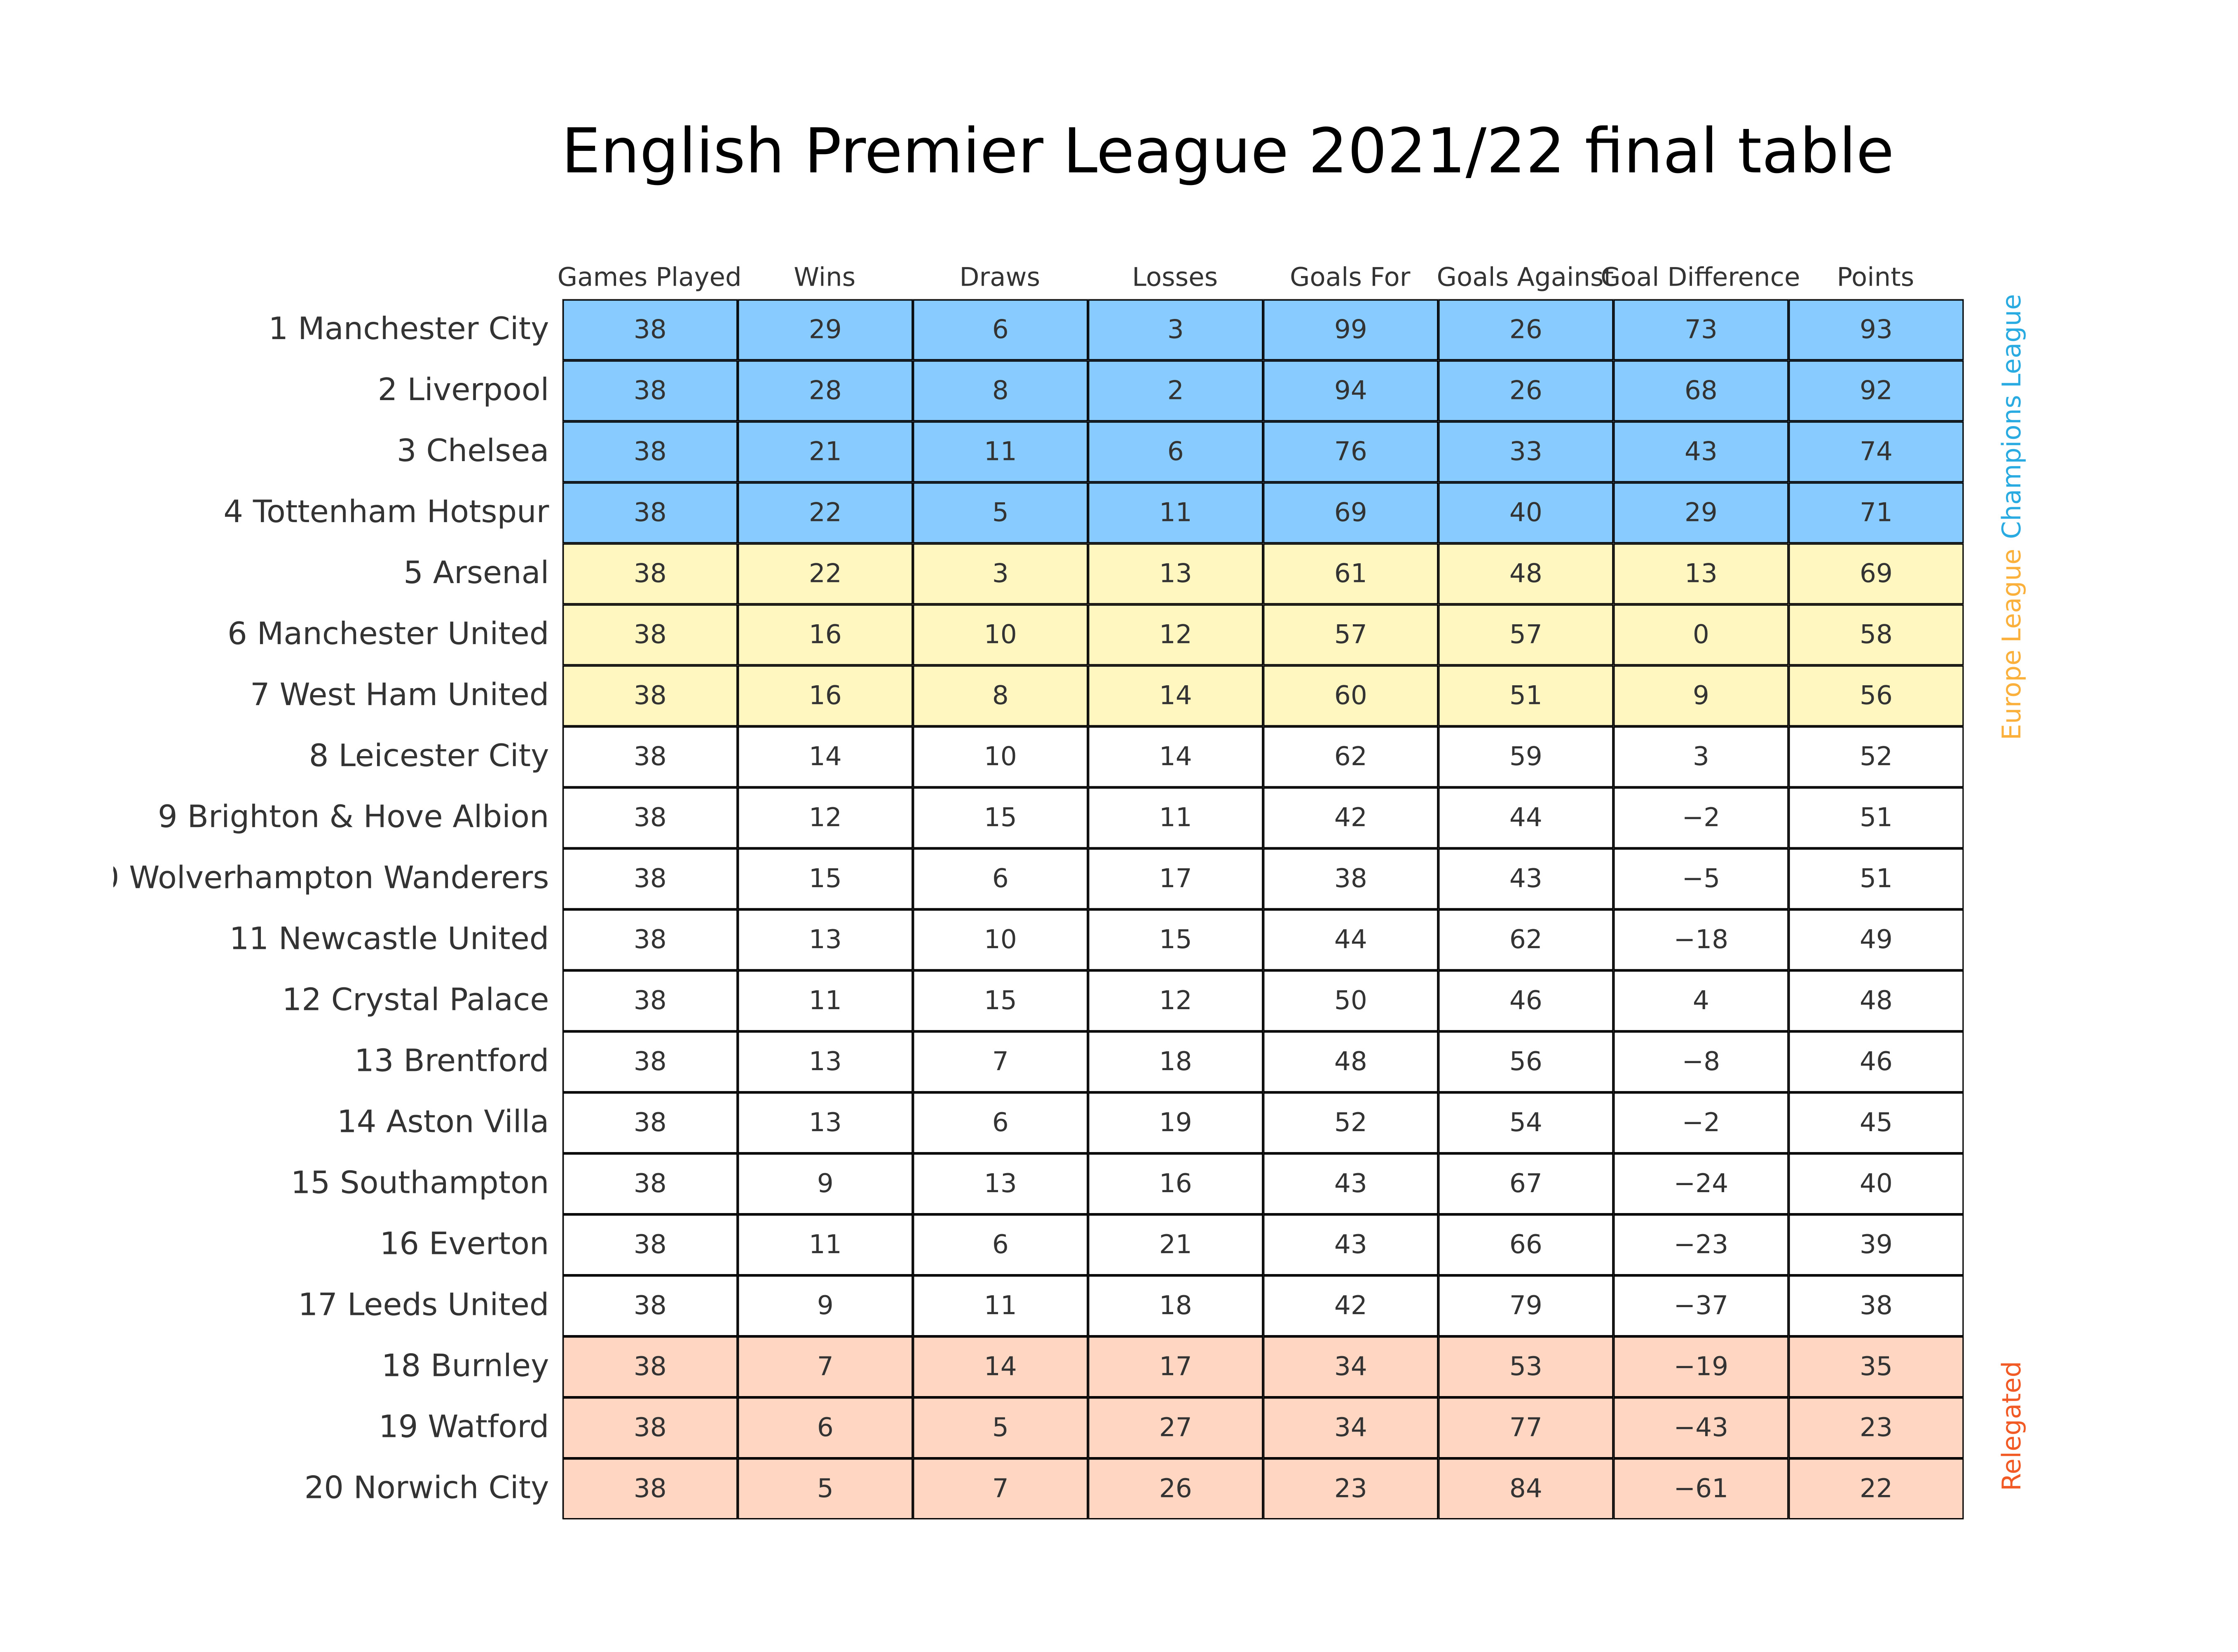 English Premier League 2021/22 final table
Games Played Wins Draws Losses Goals For Goals Against Goal Difference Points
1 Manchester City 38 29 6 3 99 26 73 93
2 Liverpool 38 28 8 2 94 26 68 92
3 Chelsea 38 21 11 6 76 33 43 74
4 Tottenham Hotspur 38 22 5 11 69 40 29 71
5 Arsenal 38 22 3 13 61 48 13 69
6 Manchester United 38 16 10 12 57 57 0 58
7 West Ham United 38 16 8 14 60 51 9 56
8 Leicester City 38 14 10 14 62 59 3 52
9 Brighton & Hove Albion 38 12 15 11 42 44 −2 51
Wolverhampton Wanderers 38 15 6 17 38 43 −5 51
11 Newcastle United 38 13 10 15 44 62 −18 49
12 Crystal Palace 38 11 15 12 50 46 4 48
13 Brentford 38 13 7 18 48 56 −8 46
14 Aston Villa 38 13 6 19 52 54 −2 45
15 Southampton 38 9 13 16 43 67 −24 40
16 Everton 38 11 6 21 43 66 −23 39
17 Leeds United 38 9 11 18 42 79 −37 38
18 Burnley 38 7 14 17 34 53 −19 35
19 Watford 38 6 5 27 34 77 −43 23
20 Norwich City 38 5 7 26 23 84 −61 22
Champions League
Europe League
Relegated